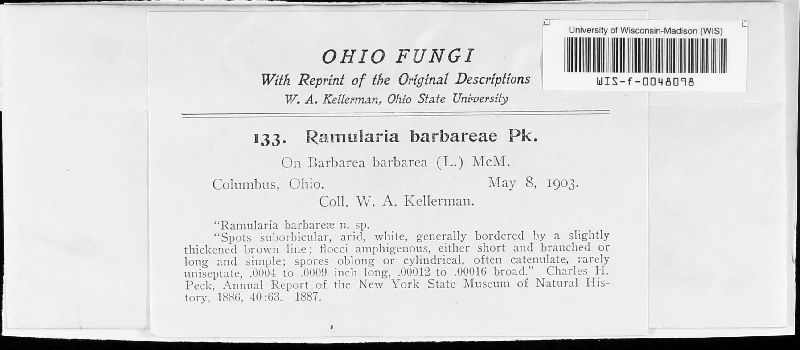 University of Wisconsin-Madison (WIS)
WIS-f-0048098
OHIO FUNGI
With Reprint of the Original Descriptions
W. A. Kellerman, Ohio State University
133. Ramularia barbareae Pk.
On Barbarea barbarea (L.) McM.
Columbus, Ohio. May 8, 1903.
Coll. W. A. Kellerman.
"Ramularia barbareæ n. sp.
"Spots suborbicular, arid, white, generally bordered by a slightly
thickened brown line; flocci amphigenous, either short and branched or
long and simple; spores oblong or cylindrical, often catenulate, rarely
uniseptate, .0004 to .0009 inch long, .00012 to .00016 broad." Charles H.
Peck, Annual Report of the New York State Museum of Natural His-
tory, 1886, 40:63. 1887.